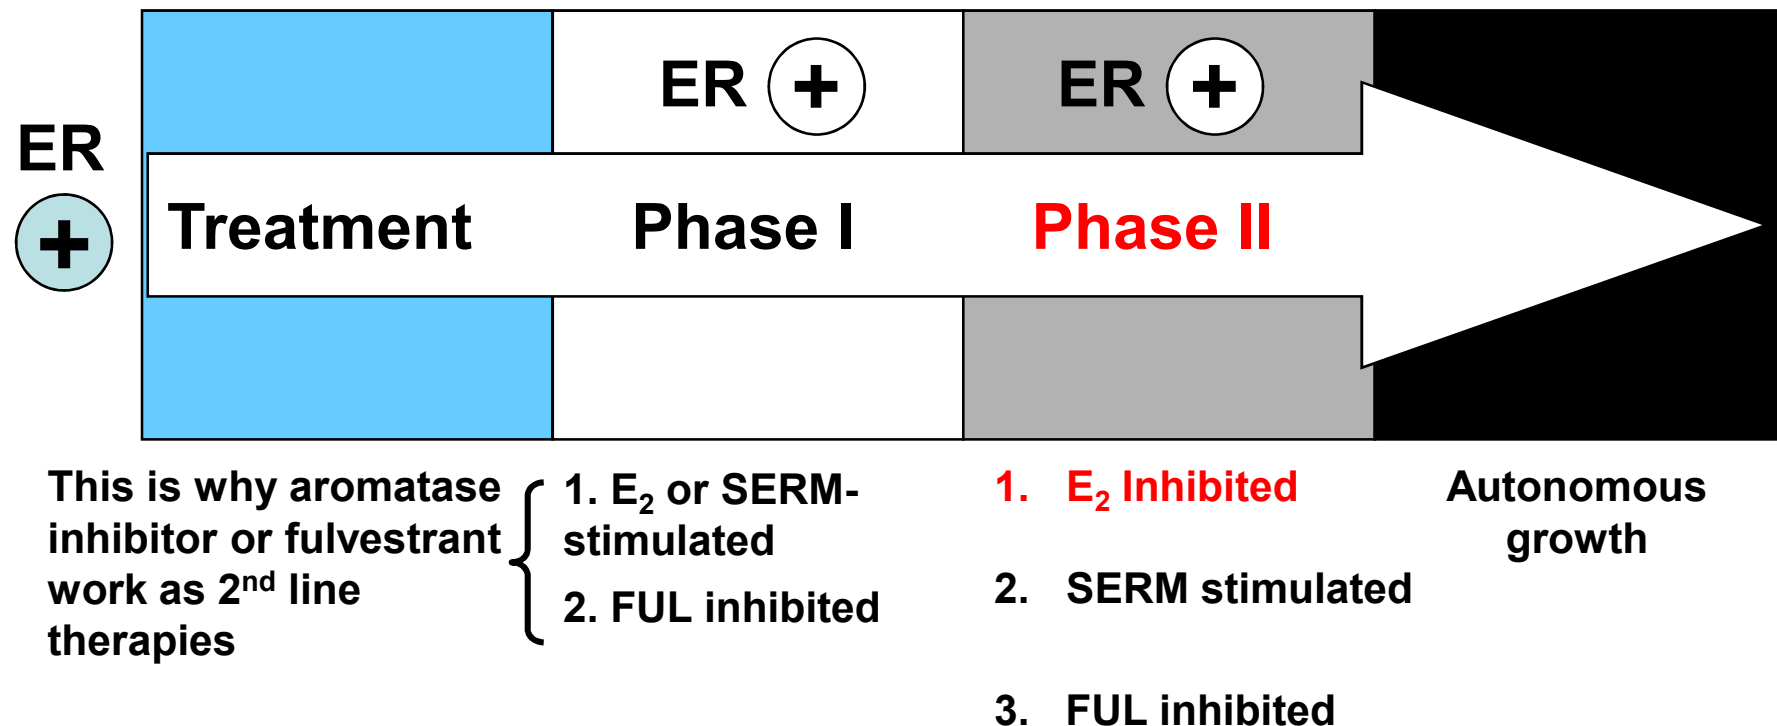 ER +
ER +
ER
+
Treatment
Phase I
Phase II
This is why aromatase
inhibitor or fulvestrant
work as 2nd line
therapies
1. E2 or SERM-
stimulated
2. FUL inhibited
1. E2 Inhibited
2. SERM stimulated
3. FUL inhibited
Autonomous
growth